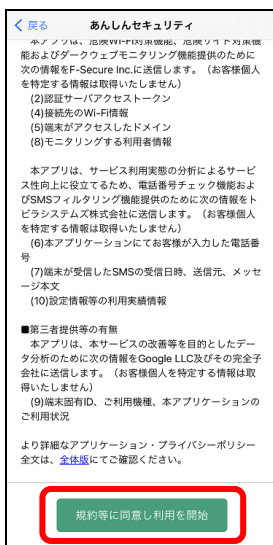 戻る あんしんセキュリティ
本アプリは、危険Wi-Fi対策機能、危険サイト対策機
能およびダークウェブモニタリング機能提供のために
次の情報をF-Secure Inc.に送信します。（お客様個人
を特定する情報は取得いたしません）
(2)認証サーバアクセストークン
(4)接続先のWi-Fi情報
(5)端末がアクセスしたドメイン
(8)モニタリングする利用者情報
本アプリは、サービス利用実態の分析によるサービ
ス性向上に役立てるため、電話番号チェック機能およ
びSMSフィルタリング機能提供のために次の情報をト
ビラシステムズ株式会社に送信します。（お客様個人
を特定する情報は取得いたしません）
(6)本アプリケーションにてお客様が入力した電話番
号
(7)端末が受信したSMSの受信日時、送信元、メッセ
ージ本文
(10)設定情報等の利用実績情報
■第三者提供等の有無
本アプリは、本サービスの改善等を目的としたデー
タ分析のために次の情報をGoogle LLC及びその完全子
会社に送信します。（お客様個人を特定する情報は取
得いたしません）
(9)端末固有ID、ご利用機種、本アプリケーションの
ご利用状況
より詳細なアプリケーション・プライバシーポリシー
全文は、全体版にてご確認ください。
規約等に同意し利用を開始